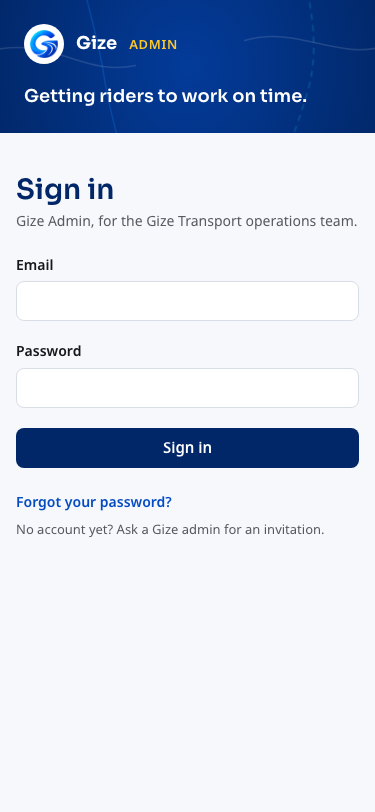 Gize ADMIN
Getting riders to work on time.
Sign in
Gize Admin, for the Gize Transport operations team.
Email
Password
Sign in
Forgot your password?
No account yet? Ask a Gize admin for an invitation.